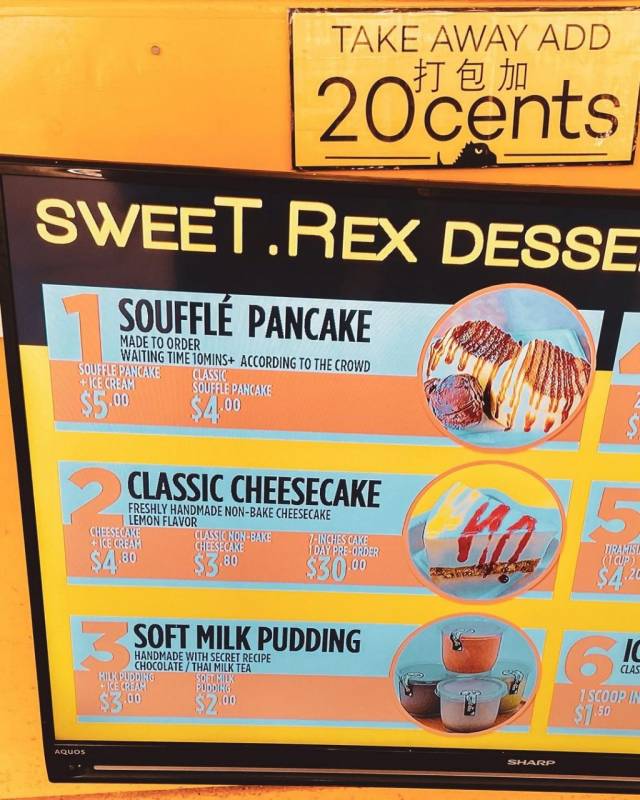 TAKE AWAY ADD
打包加
20cents
SWEET.REX DESSE
1
SOUFFLÉ PANCAKE
MADE TO ORDER
WAITING TIME 10MINS+ ACCORDING TO THE CROWD
SOUFFLE PANCAKE
+ ICE CREAM
$5.00
CLASSIC
SOUFFLE PANCAKE
$4.00
2
CLASSIC CHEESECAKE
FRESHLY HANDMADE NON-BAKE CHEESECAKE
LEMON FLAVOR
CHEESECAKE
+ ICE CREAM
$4.80
CLASSIC NON-BAKE
CHEESECAKE
$3.80
7-INCHES CAKE
1 DAY PRE-ORDER
$30.00
3
SOFT MILK PUDDING
HANDMADE WITH SECRET RECIPE
CHOCOLATE / THAI MILK TEA
MILK PUDDING
+ ICE CREAM
$3.00
SOFT MILK
PUDDING
$2.00
5
TIRAMISU
(1 CUP)
$4.20
6
IC
CLAS
1 SCOOP IN
$1.50
AQUOS
SHARP